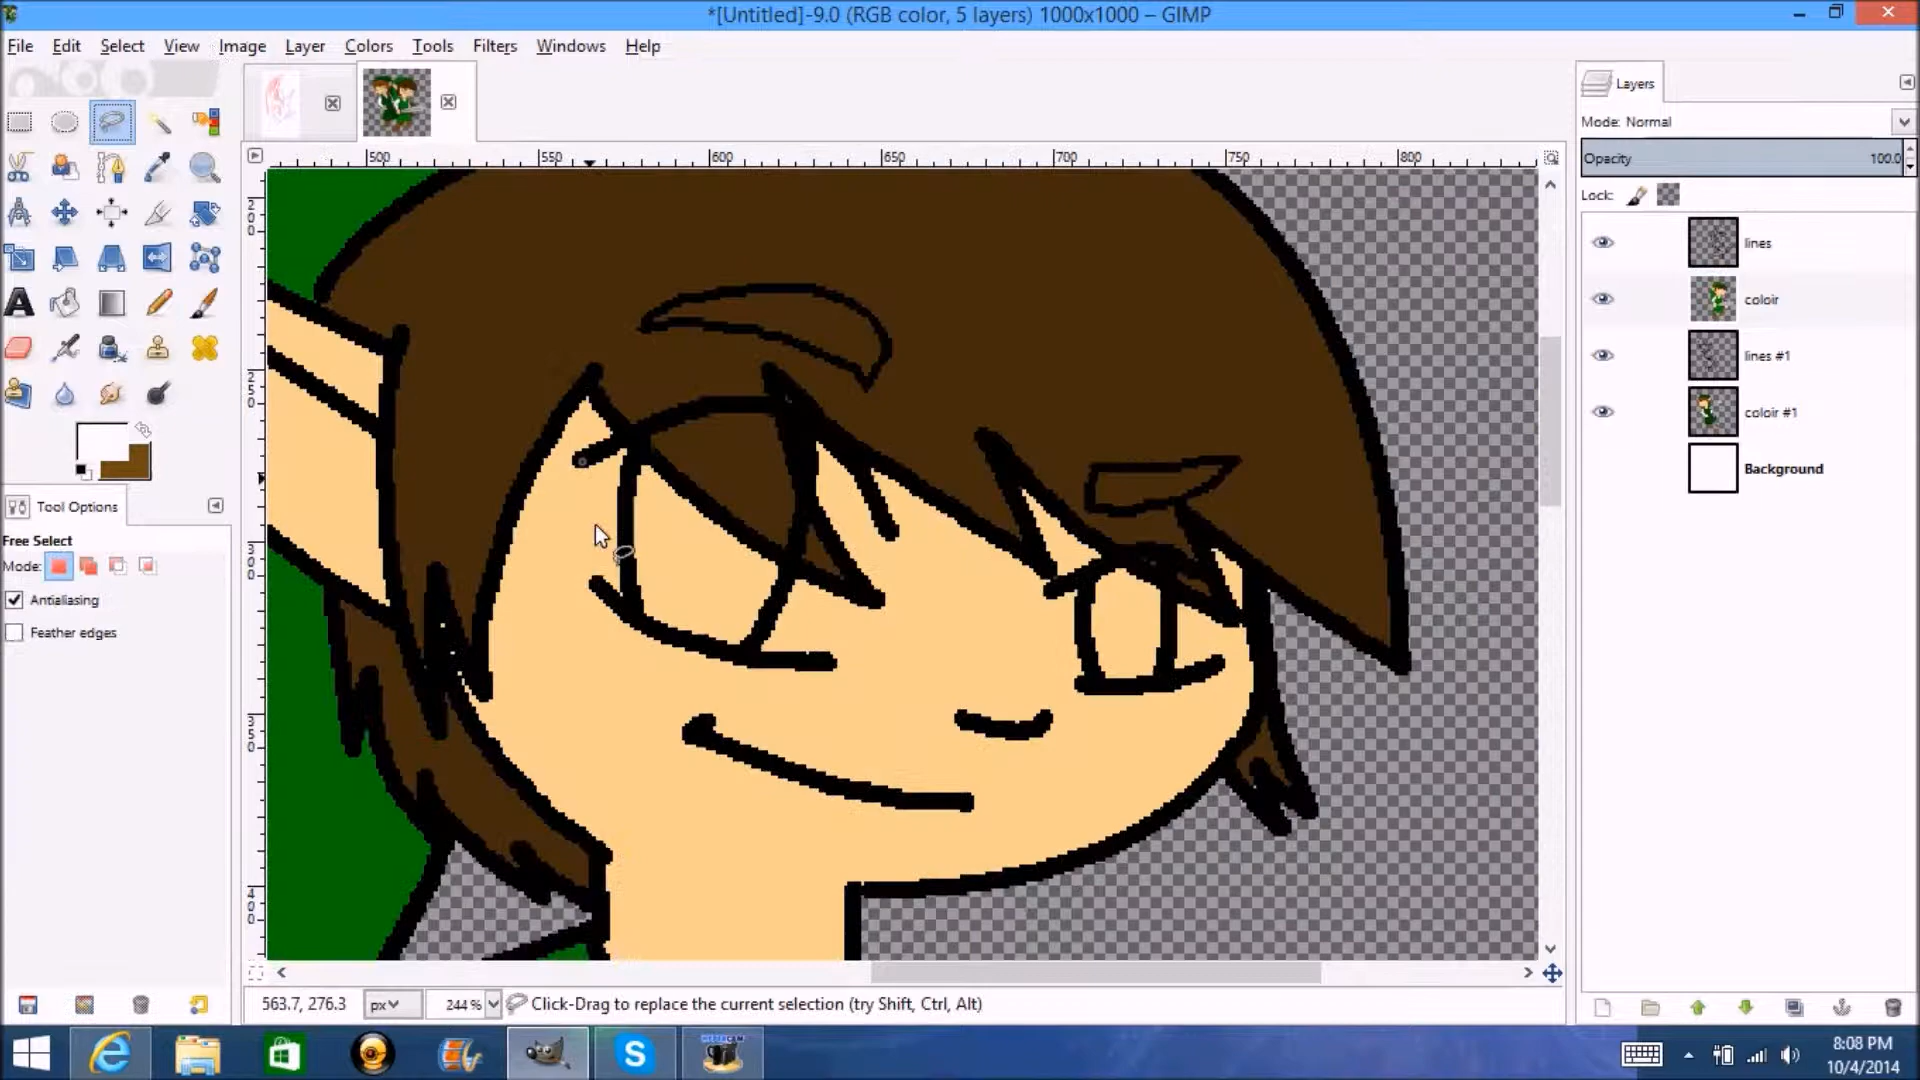 *[Untitled]-9.0 (RGB color, 5 layers) 1000x1000 – GIMP
File Edit Select View Image Layer Colors Tools Filters Windows Help
Layers
Mode: Normal
Opacity 100.0
Lock:
500 550 600 650 700 750 800
200
250
300
350
400
lines
coloir
lines #1
coloir #1
Background
Tool Options
Free Select
Mode:
Antialiasing
Feather edges
563.7, 276.3 px 244 % Click-Drag to replace the current selection (try Shift, Ctrl, Alt)
8:08 PM
10/4/2014